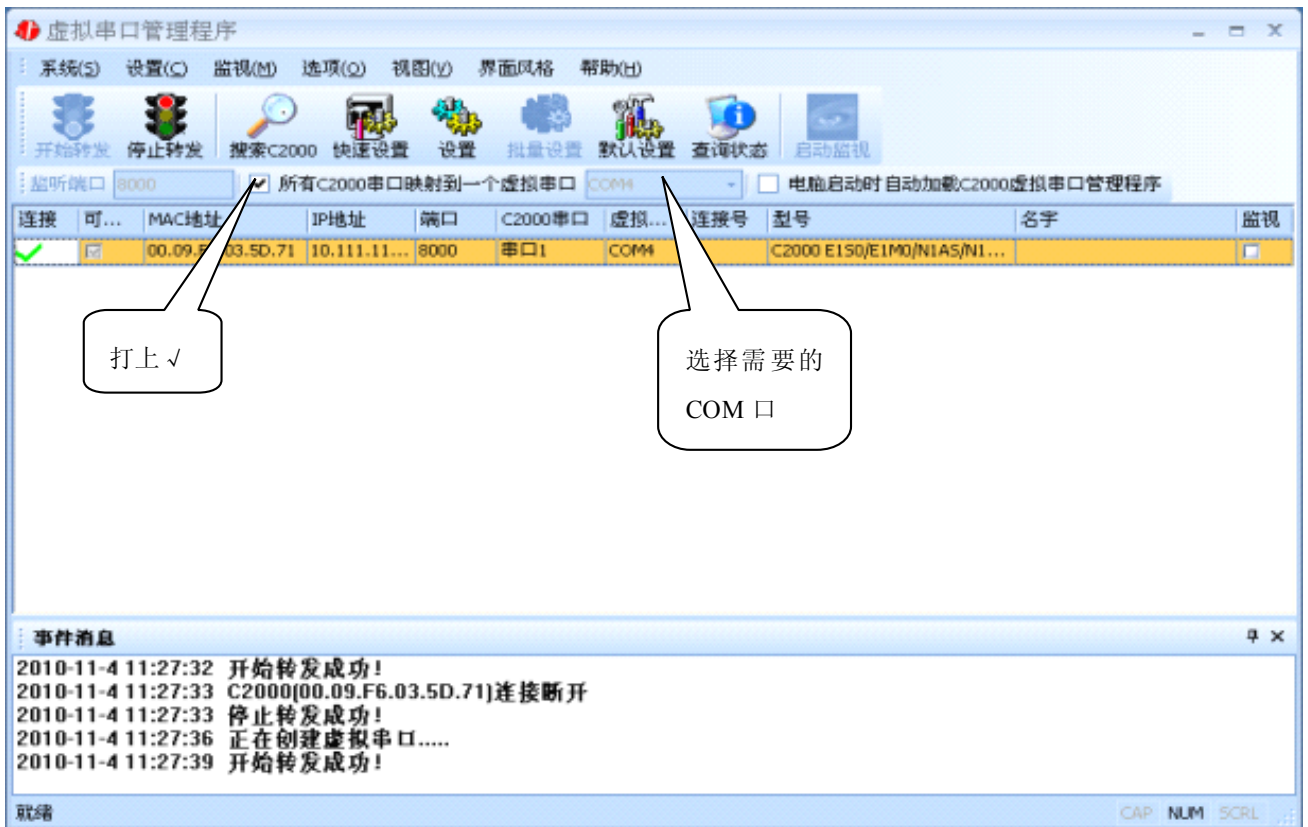 虚拟串口管理程序
系统(S) 设置(C) 监视(M) 选项(O) 视图(V) 界面风格 帮助(H)
开始转发 停止转发 搜索C2000 快速设置 设置 批量设置 默认设置 查询状态 启动监视
监听端口 8000 所有C2000串口映射到一个虚拟串口 COM4 电脑启动时自动加载C2000虚拟串口管理程序
连接 可... MAC地址 IP地址 端口 C2000串口 虚拟... 连接号 型号 名字 监视
00.09.F 03.5D.71 10.111.11... 8000 串口1 COM4 C2000 E1S0/E1M0/N1AS/N1...
打上√
选择需要的
COM 口
事件消息
2010-11-4 11:27:32 开始转发成功!
2010-11-4 11:27:33 C2000[00.09.F6.03.5D.71]连接断开
2010-11-4 11:27:33 停止转发成功!
2010-11-4 11:27:36 正在创建虚拟串口.....
2010-11-4 11:27:39 开始转发成功!
就绪 CAP NUM SCRL